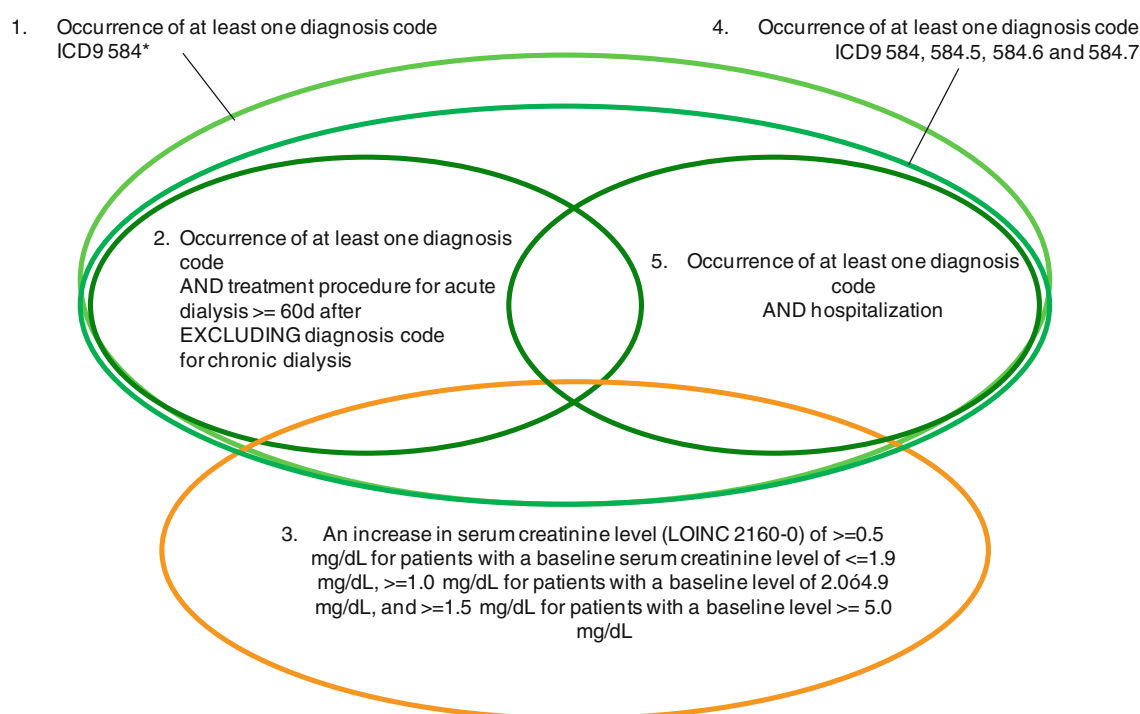 1. Occurrence of at least one diagnosis code
ICD9 584*
4. Occurrence of at least one diagnosis code
ICD9 584, 584.5, 584.6 and 584.7
2. Occurrence of at least one diagnosis
code
AND treatment procedure for acute
dialysis >= 60d after
EXCLUDING diagnosis code
for chronic dialysis
5. Occurrence of at least one diagnosis
code
AND hospitalization
3. An increase in serum creatinine level (LOINC 2160-0) of >=0.5
mg/dL for patients with a baseline serum creatinine level of <=1.9
mg/dL, >=1.0 mg/dL for patients with a baseline level of 2.0ó4.9
mg/dL, and >=1.5 mg/dL for patients with a baseline level >= 5.0
mg/dL